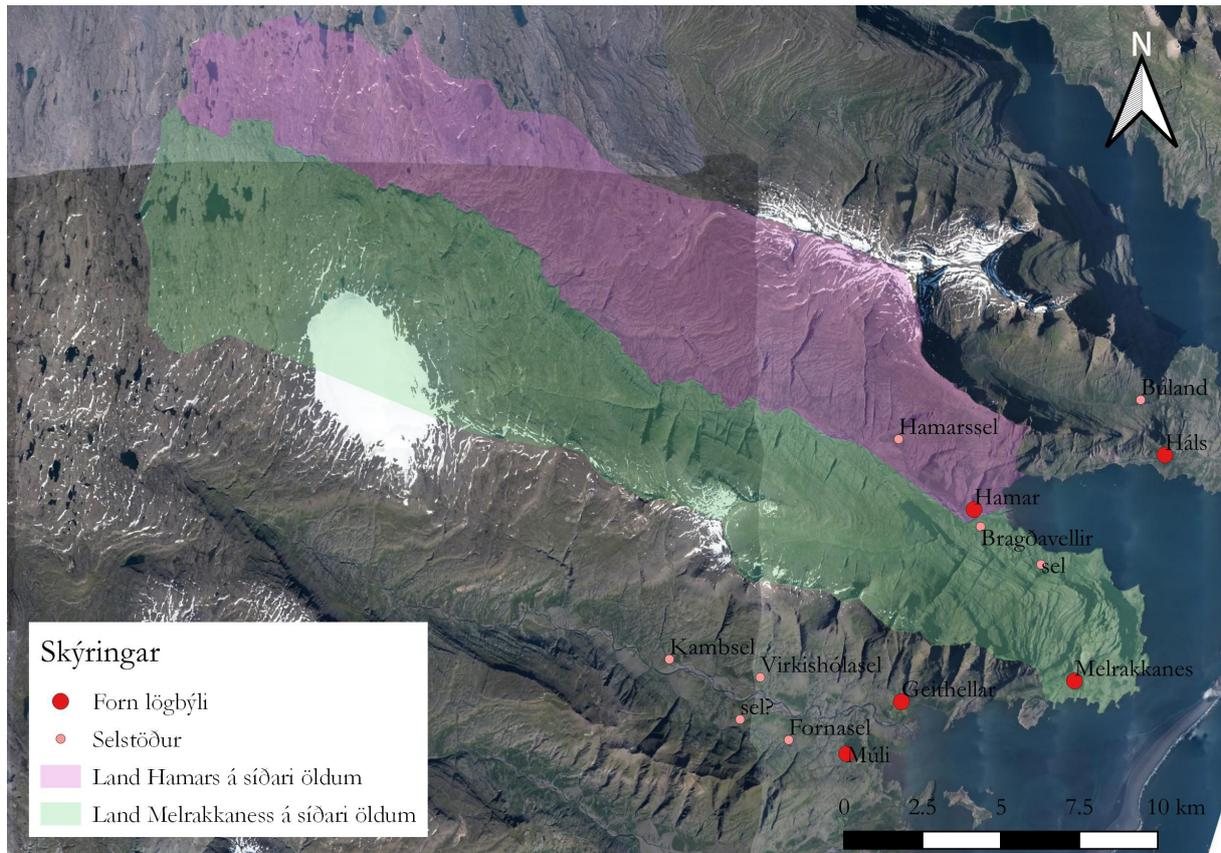 N
Búland
Háls
Hamarssel
Hamar
Bragðavellir
sel
Kambsel
Virkishólasel
Melrakkanes
Geithellar
sel?
Fornasel
Múli
Skýringar
Forn lögbýli
Selstöður
Land Hamars á síðari öldum
Land Melrakkaness á síðari öldum
0 2.5 5 7.5 10 km